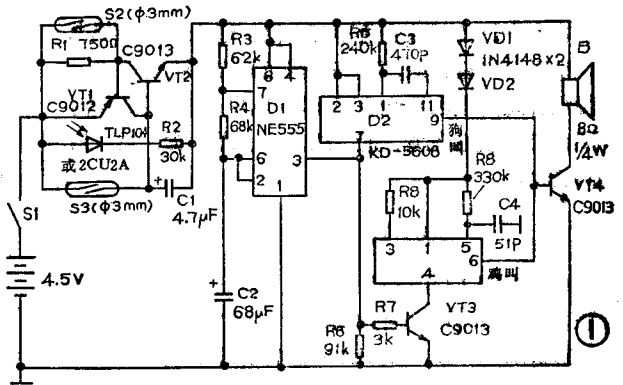 S2(φ3mm)
R1 750Ω
C9013
VT2
VT1
C9012
TLP104
或2CU2A
R2
30k
S3(φ3mm)
C1
4.7μF
S1
4.5V
R3
62k
R4
68k
C2
68μF
8 4
7
6
2
3
1
D1
NE555
240k
C3
470p
2 3 1 11
D2
9
KD-5608
狗叫
VD1
1N4148×2
VD2
R8
10k
R8
330k
C4
51P
3 1 5
6
4
鸡叫
R6
91k
R7
3k
VT3
C9013
B
8Ω
1/4W
VT4
C9013
①